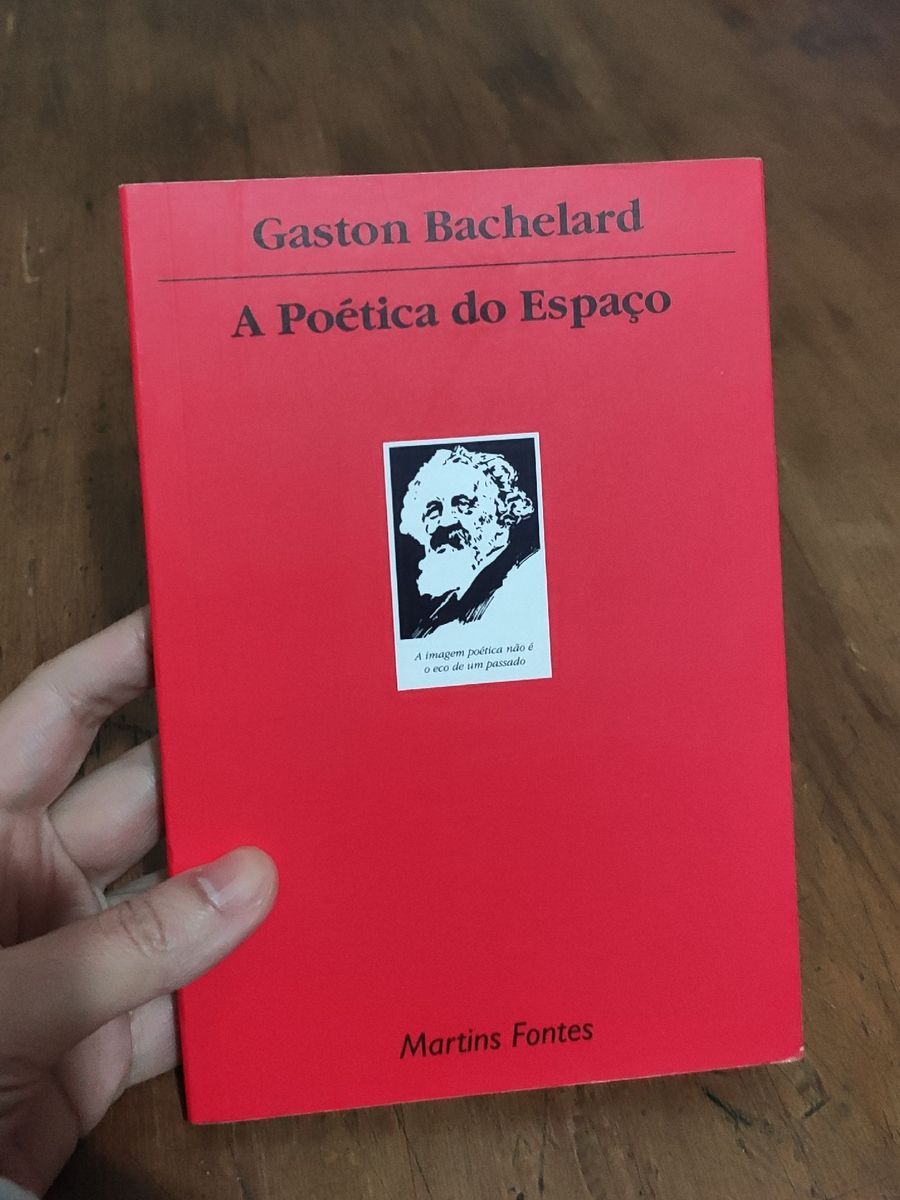 Gaston Bachelard
A Poética do Espaço
A imagem poética não é
o eco de um passado
Martins Fontes